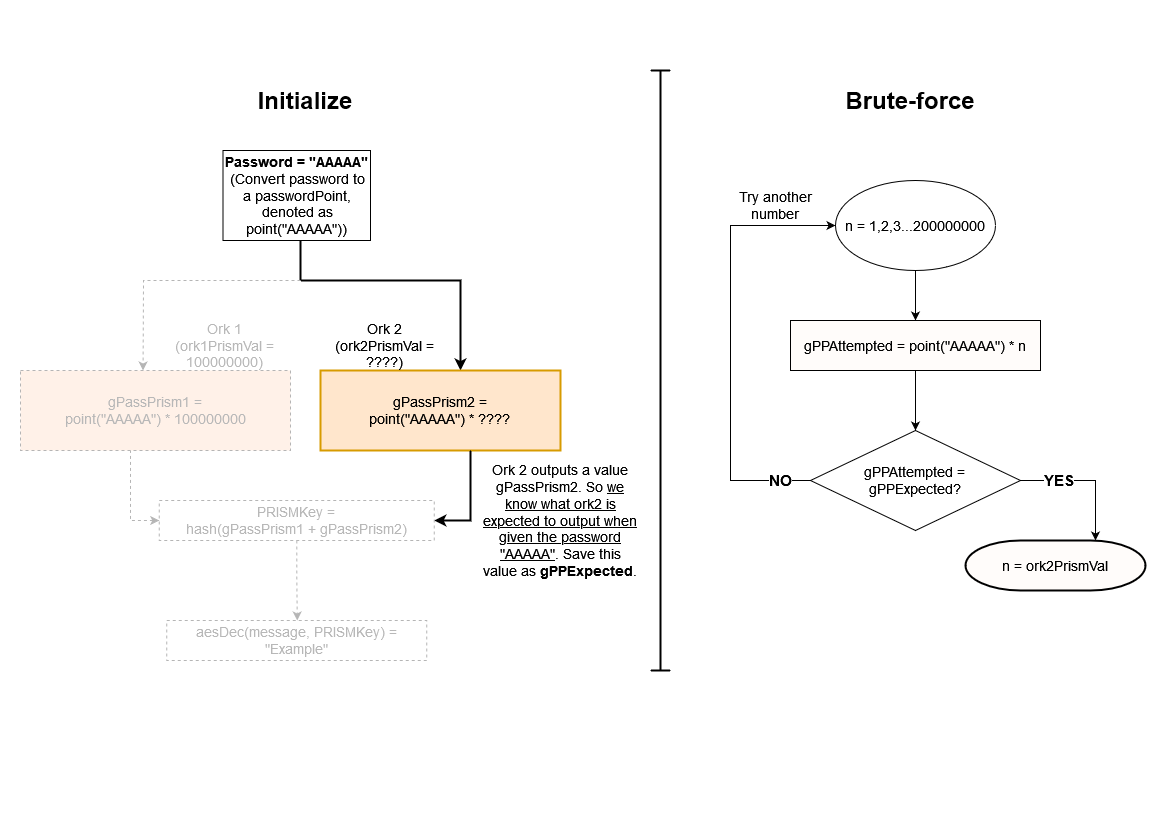 Initialize
Password = "AAAAA"
(Convert password to
a passwordPoint,
denoted as
point("AAAAA"))
Ork 1
(ork1PrismVal =
100000000)
Ork 2
(ork2PrismVal =
????)
gPassPrism1 =
point("AAAAA") * 100000000
gPassPrism2 =
point("AAAAA") * ????
Ork 2 outputs a value
gPassPrism2. So we
know what ork2 is
expected to output when
given the password
"AAAAA". Save this
value as gPPExpected.
PRISMKey =
hash(gPassPrism1 + gPassPrism2)
aesDec(message, PRISMKey) =
"Example"
Brute-force
Try another
number
n = 1,2,3...200000000
gPPAttempted = point("AAAAA") * n
gPPAttempted =
gPPExpected?
NO
YES
n = ork2PrismVal